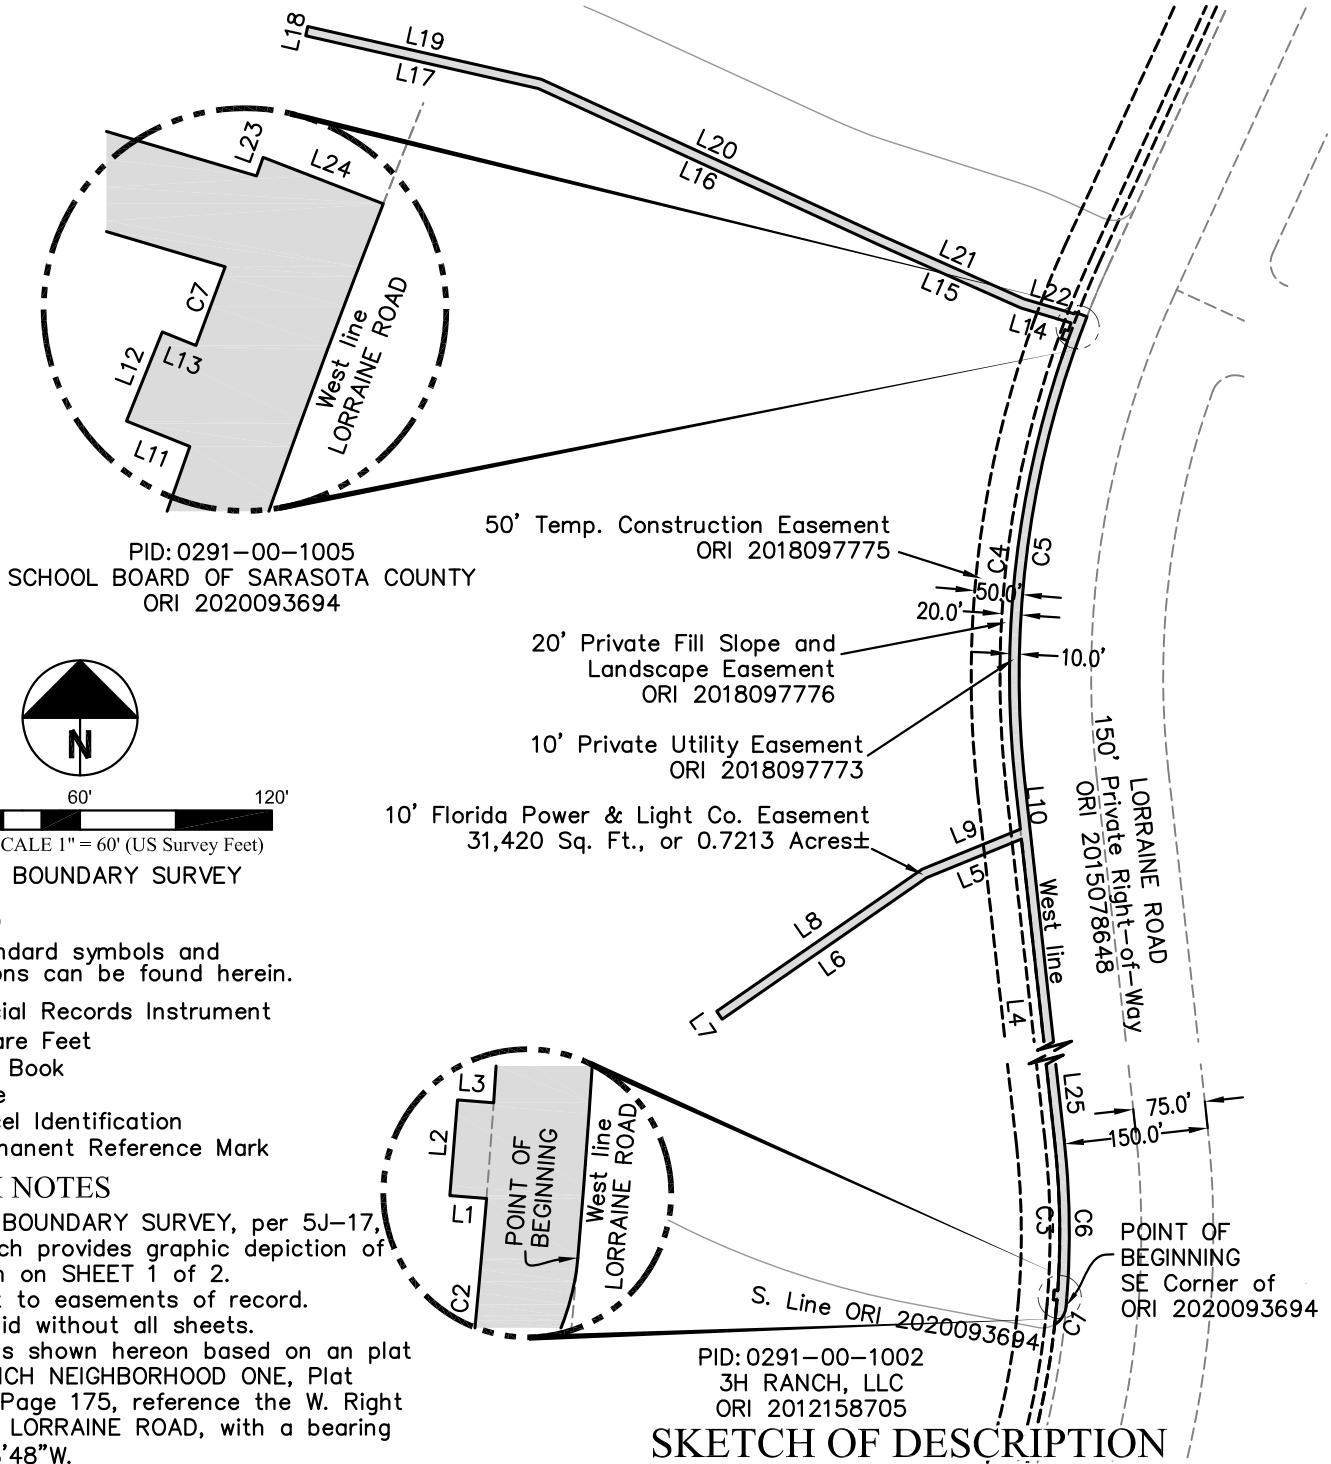 L18
L19
L17
L20
L16
L21
L15
L22
L14
L23
L24
C7
L12
L13
L11
West line
LORRAINE ROAD
PID: 0291-00-1005
SCHOOL BOARD OF SARASOTA COUNTY
ORI 2020093694
50' Temp. Construction Easement
ORI 2018097775
C4
C5
50.0'
20.0'
10.0'
20' Private Fill Slope and
Landscape Easement
ORI 2018097776
10' Private Utility Easement
ORI 2018097773
10' Florida Power & Light Co. Easement
31,420 Sq. Ft., or 0.7213 Acres±
N
60' 120'
CALE 1" = 60' (US Survey Feet)
BOUNDARY SURVEY
L10
L9
L5
L8
L6
L7
West line
L4
LORRAINE ROAD
150' Private Right-of-Way
ORI 2015078648
ndard symbols and
ons can be found herein.
cial Records Instrument
are Feet
Book
e
cel Identification
manent Reference Mark
NOTES
BOUNDARY SURVEY, per 5J-17,
ch provides graphic depiction of
n on SHEET 1 of 2.
t to easements of record.
id without all sheets.
s shown hereon based on an plat
NCH NEIGHBORHOOD ONE, Plat
Page 175, reference the W. Right
LORRAINE ROAD, with a bearing
'48"W.
L3
L2
L1
C2
POINT OF
BEGINNING
West line
LORRAINE ROAD
L25
75.0'
150.0'
C3
C6
C1
POINT OF
BEGINNING
SE Corner of
ORI 2020093694
S. Line ORI 2020093694
PID: 0291-00-1002
3H RANCH, LLC
ORI 2012158705
SKETCH OF DESCRIPTION